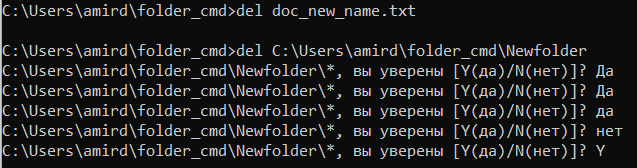 C:\Users\amird\folder_cmd>del doc_new_name.txt
C:\Users\amird\folder_cmd>del C:\Users\amird\folder_cmd\Newfolder
C:\Users\amird\folder_cmd\Newfolder\*, вы уверены [Y(да)/N(нет)]? Да
C:\Users\amird\folder_cmd\Newfolder\*, вы уверены [Y(да)/N(нет)]? Да
C:\Users\amird\folder_cmd\Newfolder\*, вы уверены [Y(да)/N(нет)]? да
C:\Users\amird\folder_cmd\Newfolder\*, вы уверены [Y(да)/N(нет)]? нет
C:\Users\amird\folder_cmd\Newfolder\*, вы уверены [Y(да)/N(нет)]? Y